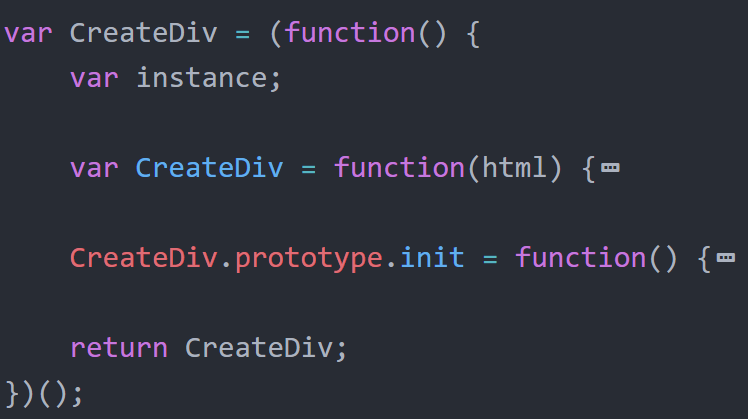 var CreateDiv = (function() {
    var instance;
    var CreateDiv = function(html) {⋯
    CreateDiv.prototype.init = function() {⋯
    return CreateDiv;
})();